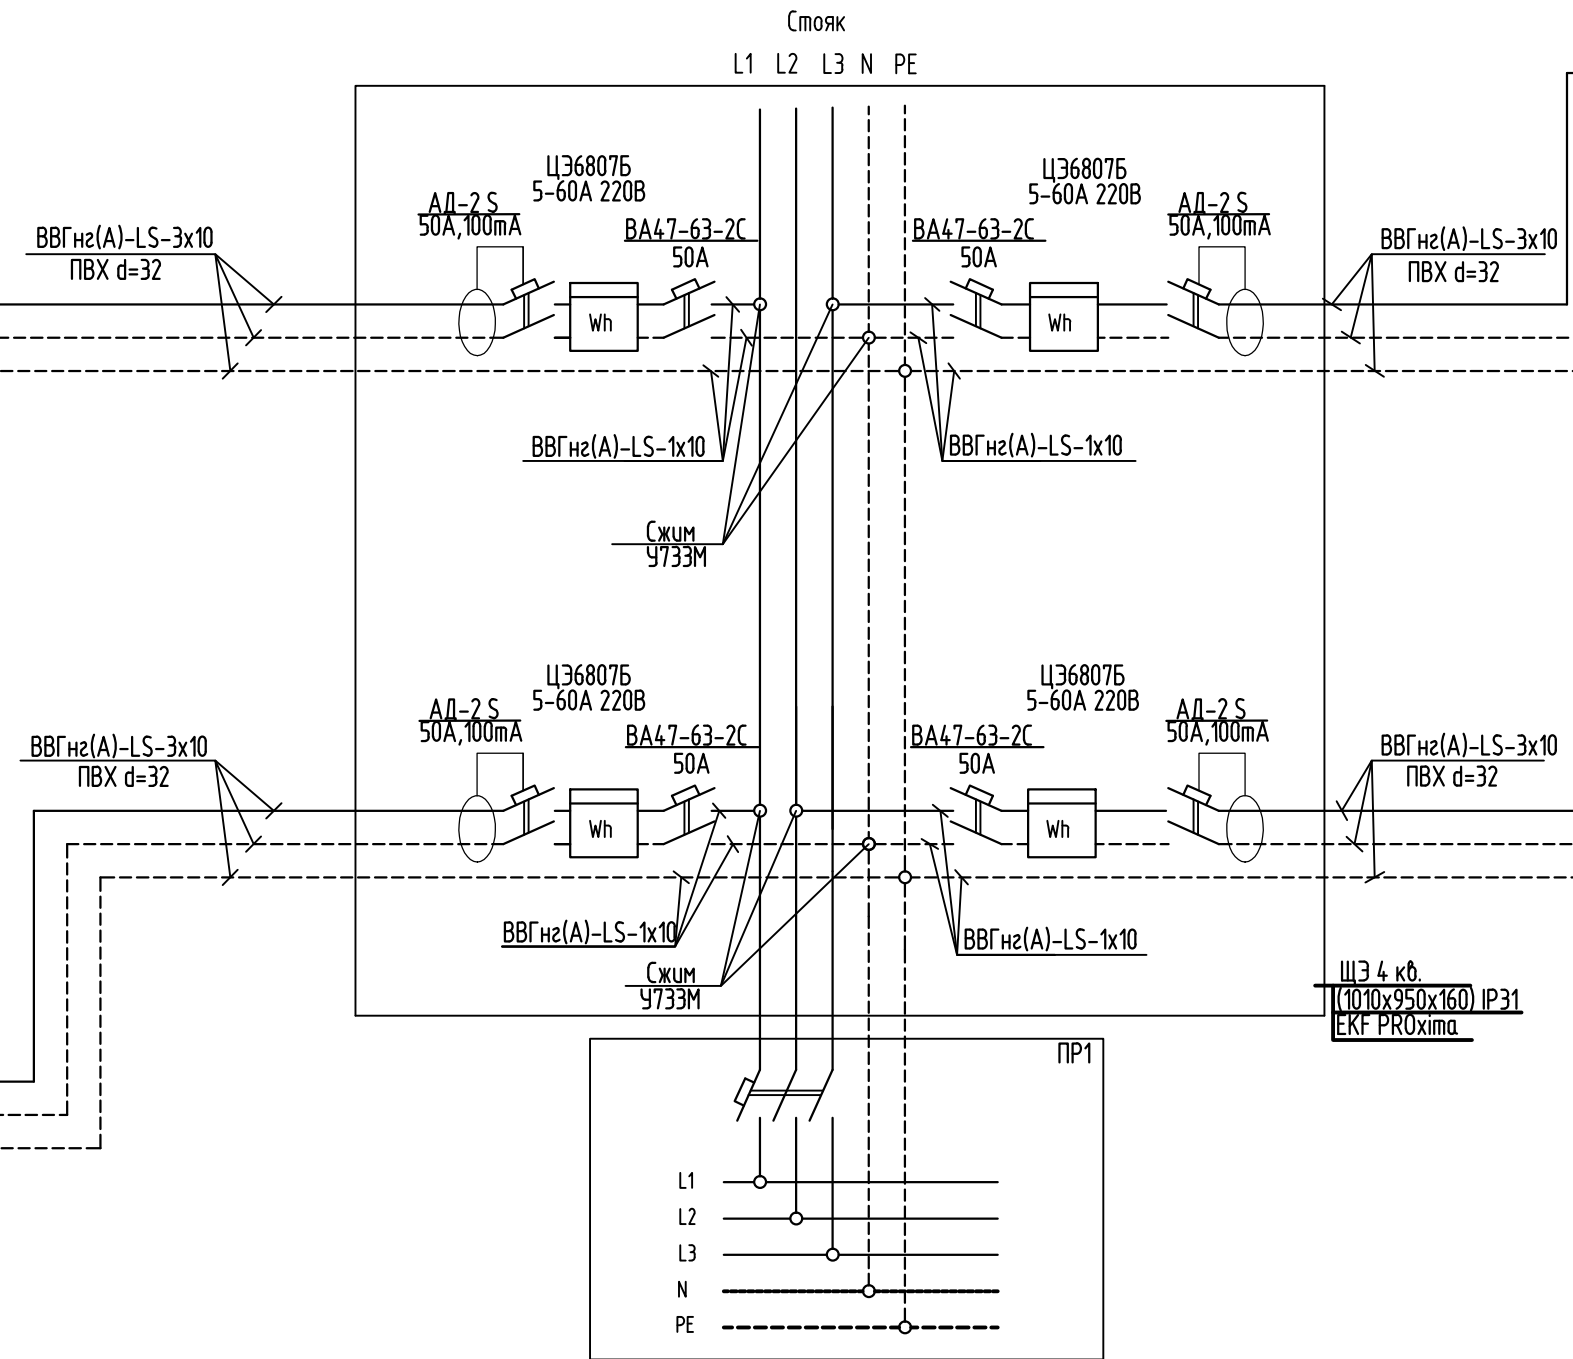 Стояк
L1 L2 L3 N PE
ЦЭ6807Б
5-60А 220В
ЦЭ6807Б
5-60А 220В
АД-2 S
50А,100mA
АД-2 S
50А,100mA
ВА47-63-2С
50А
ВА47-63-2С
50А
ВВГнг(А)-LS-3х10
ПВХ d=32
ВВГнг(А)-LS-3х10
ПВХ d=32
Wh
Wh
ВВГнг(А)-LS-1х10
ВВГнг(А)-LS-1х10
Сжим
У733М
ЦЭ6807Б
5-60А 220В
ЦЭ6807Б
5-60А 220В
АД-2 S
50А,100mA
АД-2 S
50А,100mA
ВА47-63-2С
50А
ВА47-63-2С
50А
ВВГнг(А)-LS-3х10
ПВХ d=32
ВВГнг(А)-LS-3х10
ПВХ d=32
Wh
Wh
ВВГнг(А)-LS-1х10
ВВГнг(А)-LS-1х10
Сжим
У733М
ЩЭ 4 кв.
(1010х950х160) IP31
EKF PROxima
ПР1
L1
L2
L3
N
PE